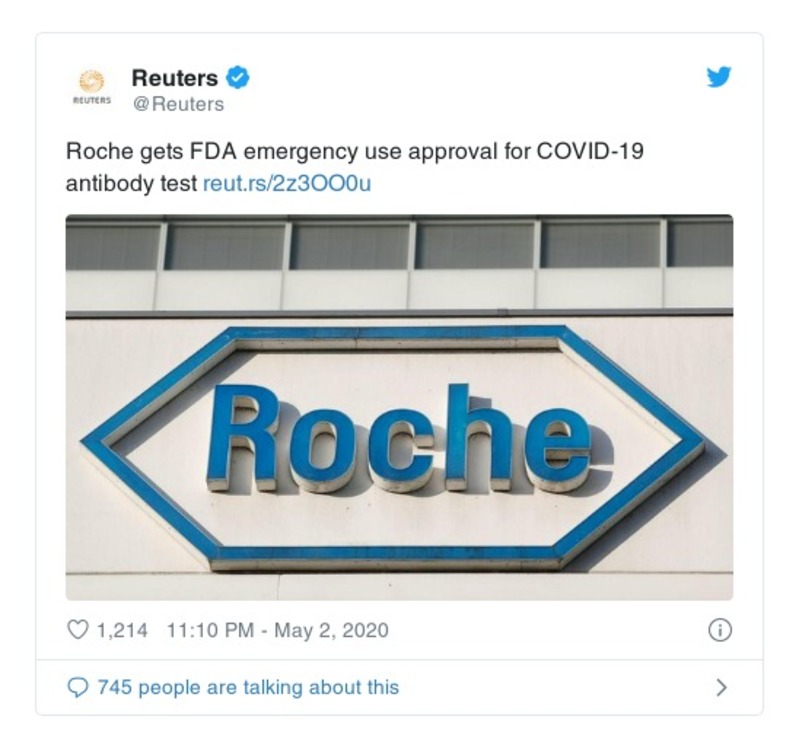 Reuters
REUTERS
@Reuters
Roche gets FDA emergency use approval for COVID-19
antibody test reut.rs/2z3OO0u
Roche
1,214 11:10 PM - May 2, 2020
745 people are talking about this